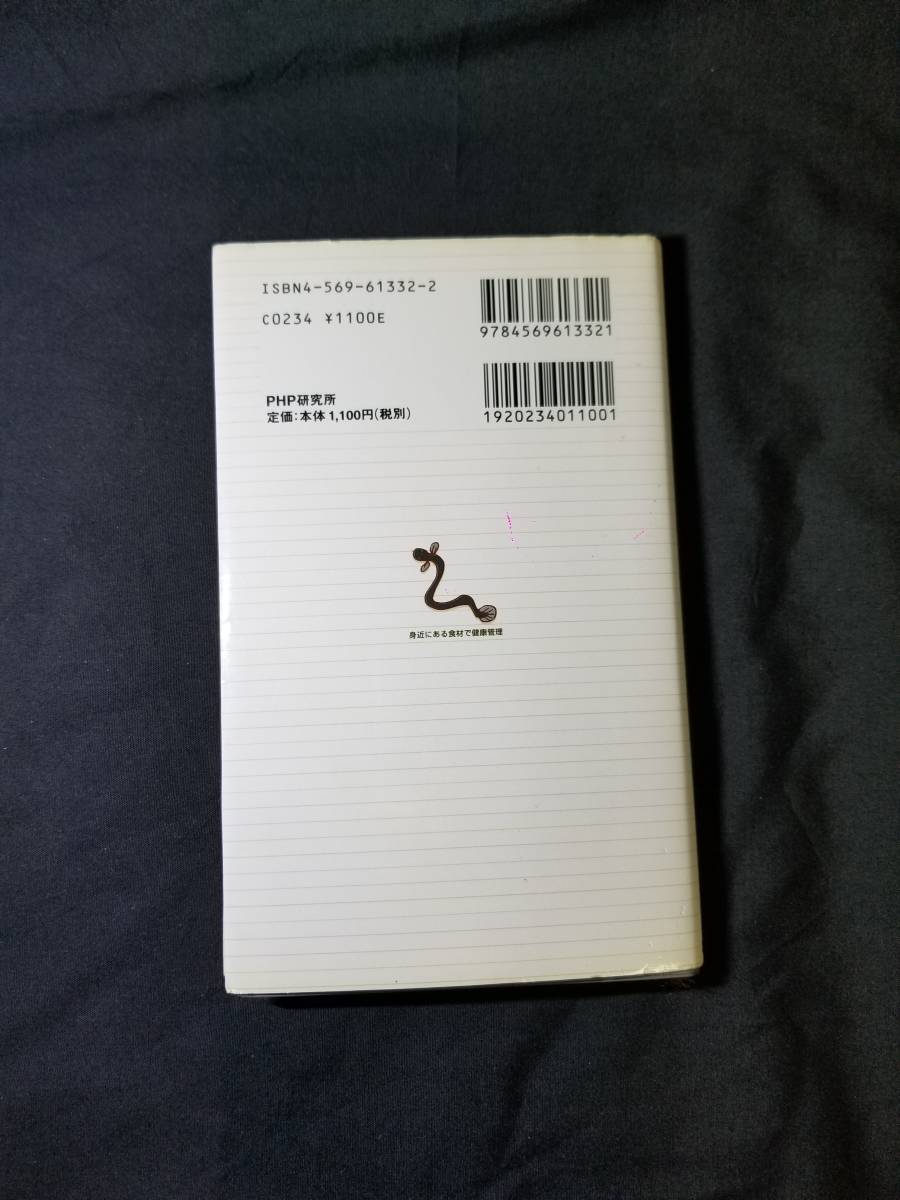 ISBN4-569-61332-2
C0234 ¥1100E
9784569613321
PHP研究所
定価:本体1,100円(税別)
1920234011001
身近にある食材で健康管理